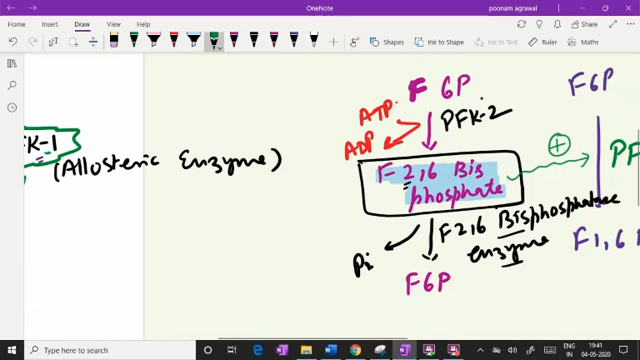 OneNote
poonam agrawal
Home Insert Draw View Help
Share
Shapes
Ink to Shape
Ink to Text
Ruler
Maths
F 6P
F6P
ATP
ADP
PFK-2
FK-1
(Allosteric Enzyme)
F-2,6 Bis
phosphate
+
PF
F2,6 Bisphosphatase
enzyme
F1,6 P
Pi
F6P
Type here to search
ENG
IN
19:41
04-05-2020